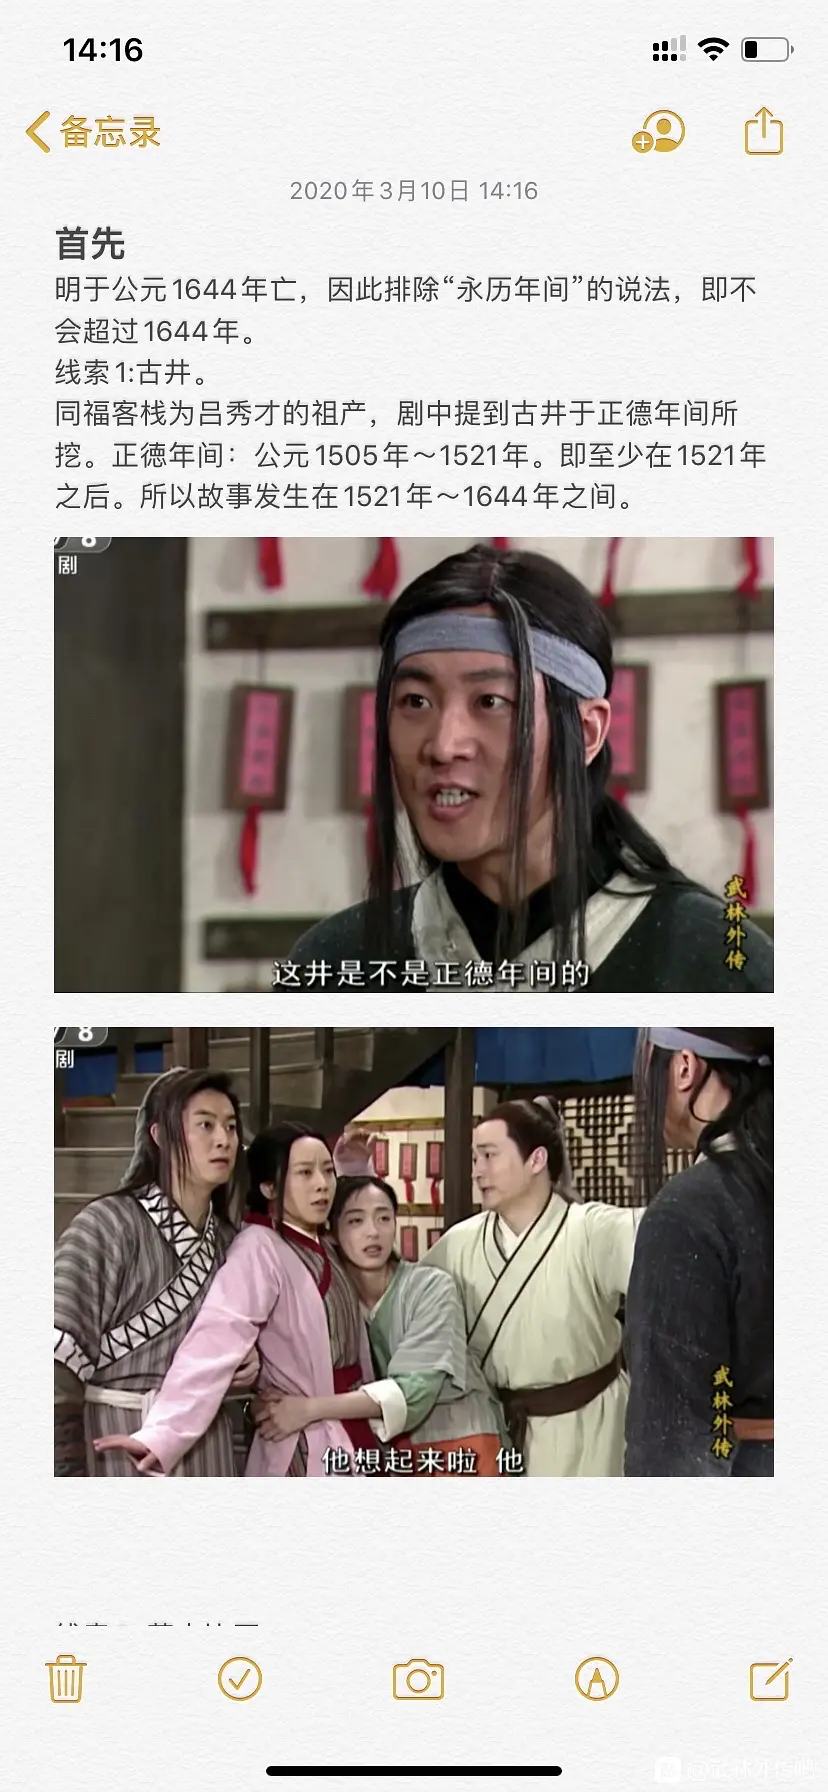 14:16
备忘录
2020年3月10日 14:16
首先
明于公元1644年亡，因此排除“永历年间”的说法，即不
会超过1644年。
线索1:古井。
同福客栈为吕秀才的祖产，剧中提到古井于正德年间所
挖。正德年间：公元1505年～1521年。即至少在1521年
之后。所以故事发生在1521年～1644年之间。
8
剧
武林外传
这井是不是正德年间的
8
剧
武林外传
他想起来啦 他